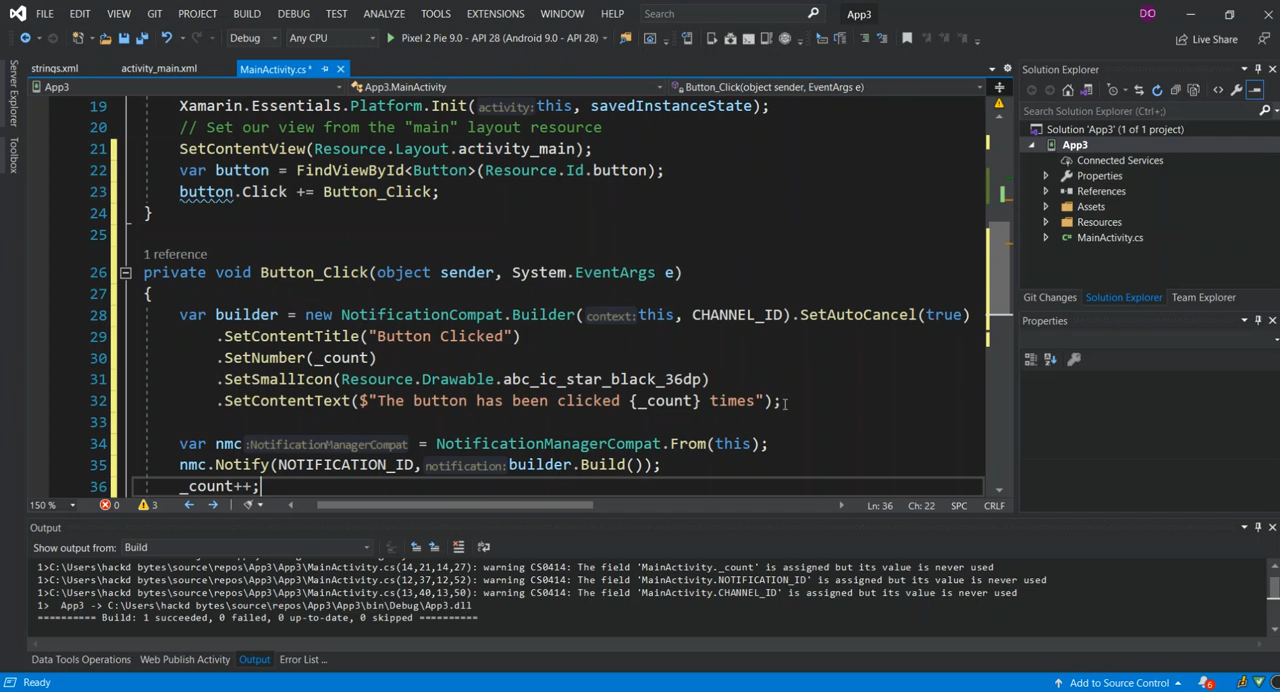 FILE EDIT VIEW GIT PROJECT BUILD DEBUG TEST ANALYZE TOOLS EXTENSIONS WINDOW HELP Search App3 DO
Debug Any CPU Pixel 2 Pie 9.0 - API 28 (Android 9.0 - API 28) Live Share
Server Explorer
Toolbox
strings.xml activity_main.xml MainActivity.cs*
App3 App3.MainActivity Button_Click(object sender, EventArgs e)
19 Xamarin.Essentials.Platform.Init(activity:this, savedInstanceState);
20 // Set our view from the "main" layout resource
21 SetContentView(Resource.Layout.activity_main);
22 var button = FindViewById<Button>(Resource.Id.button);
23 button.Click += Button_Click;
24 }
25
1 reference
26 private void Button_Click(object sender, System.EventArgs e)
27 {
28 var builder = new NotificationCompat.Builder(context:this, CHANNEL_ID).SetAutoCancel(true)
29 .SetContentTitle("Button Clicked")
30 .SetNumber(_count)
31 .SetSmallIcon(Resource.Drawable.abc_ic_star_black_36dp)
32 .SetContentText($"The button has been clicked {_count} times");
33
34 var nmc :NotificationManagerCompat = NotificationManagerCompat.From(this);
35 nmc.Notify(NOTIFICATION_ID, notification: builder.Build());
36 _count++;
150 % 0 3 Ln: 36 Ch: 22 SPC CRLF
Solution Explorer
Search Solution Explorer
Solution 'App3' (1 of 1 project)
App3
Connected Services
Properties
References
Assets
Resources
MainActivity.cs
Git Changes Solution Explorer Team Explorer
Properties
Output
Show output from: Build
1>C:\Users\hackd bytes\source\repos\App3\App3\MainActivity.cs(14,21,14,27): warning CS0414: The field 'MainActivity._count' is assigned but its value is never used
1>C:\Users\hackd bytes\source\repos\App3\App3\MainActivity.cs(12,37,12,52): warning CS0414: The field 'MainActivity.NOTIFICATION_ID' is assigned but its value is never used
1>C:\Users\hackd bytes\source\repos\App3\App3\MainActivity.cs(13,40,13,50): warning CS0414: The field 'MainActivity.CHANNEL_ID' is assigned but its value is never used
1> App3 -> C:\Users\hackd bytes\source\repos\App3\App3\bin\Debug\App3.dll
========== Build: 1 succeeded, 0 failed, 0 up-to-date, 0 skipped ==========
Data Tools Operations Web Publish Activity Output Error List ...
Ready Add to Source Control 6